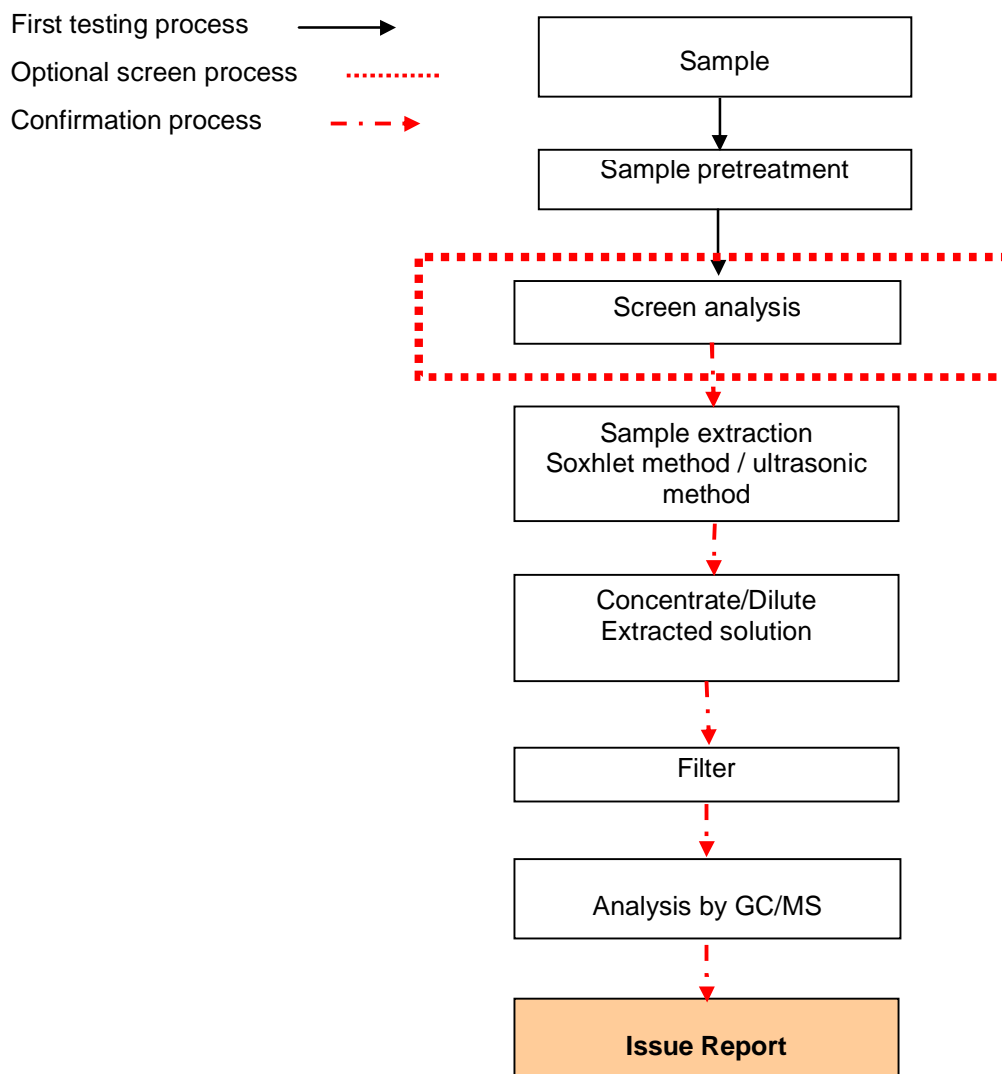 First testing process
Optional screen process
Confirmation process
Sample
Sample pretreatment
Screen analysis
Sample extraction
Soxhlet method / ultrasonic
method
Concentrate/Dilute
Extracted solution
Filter
Analysis by GC/MS
Issue Report